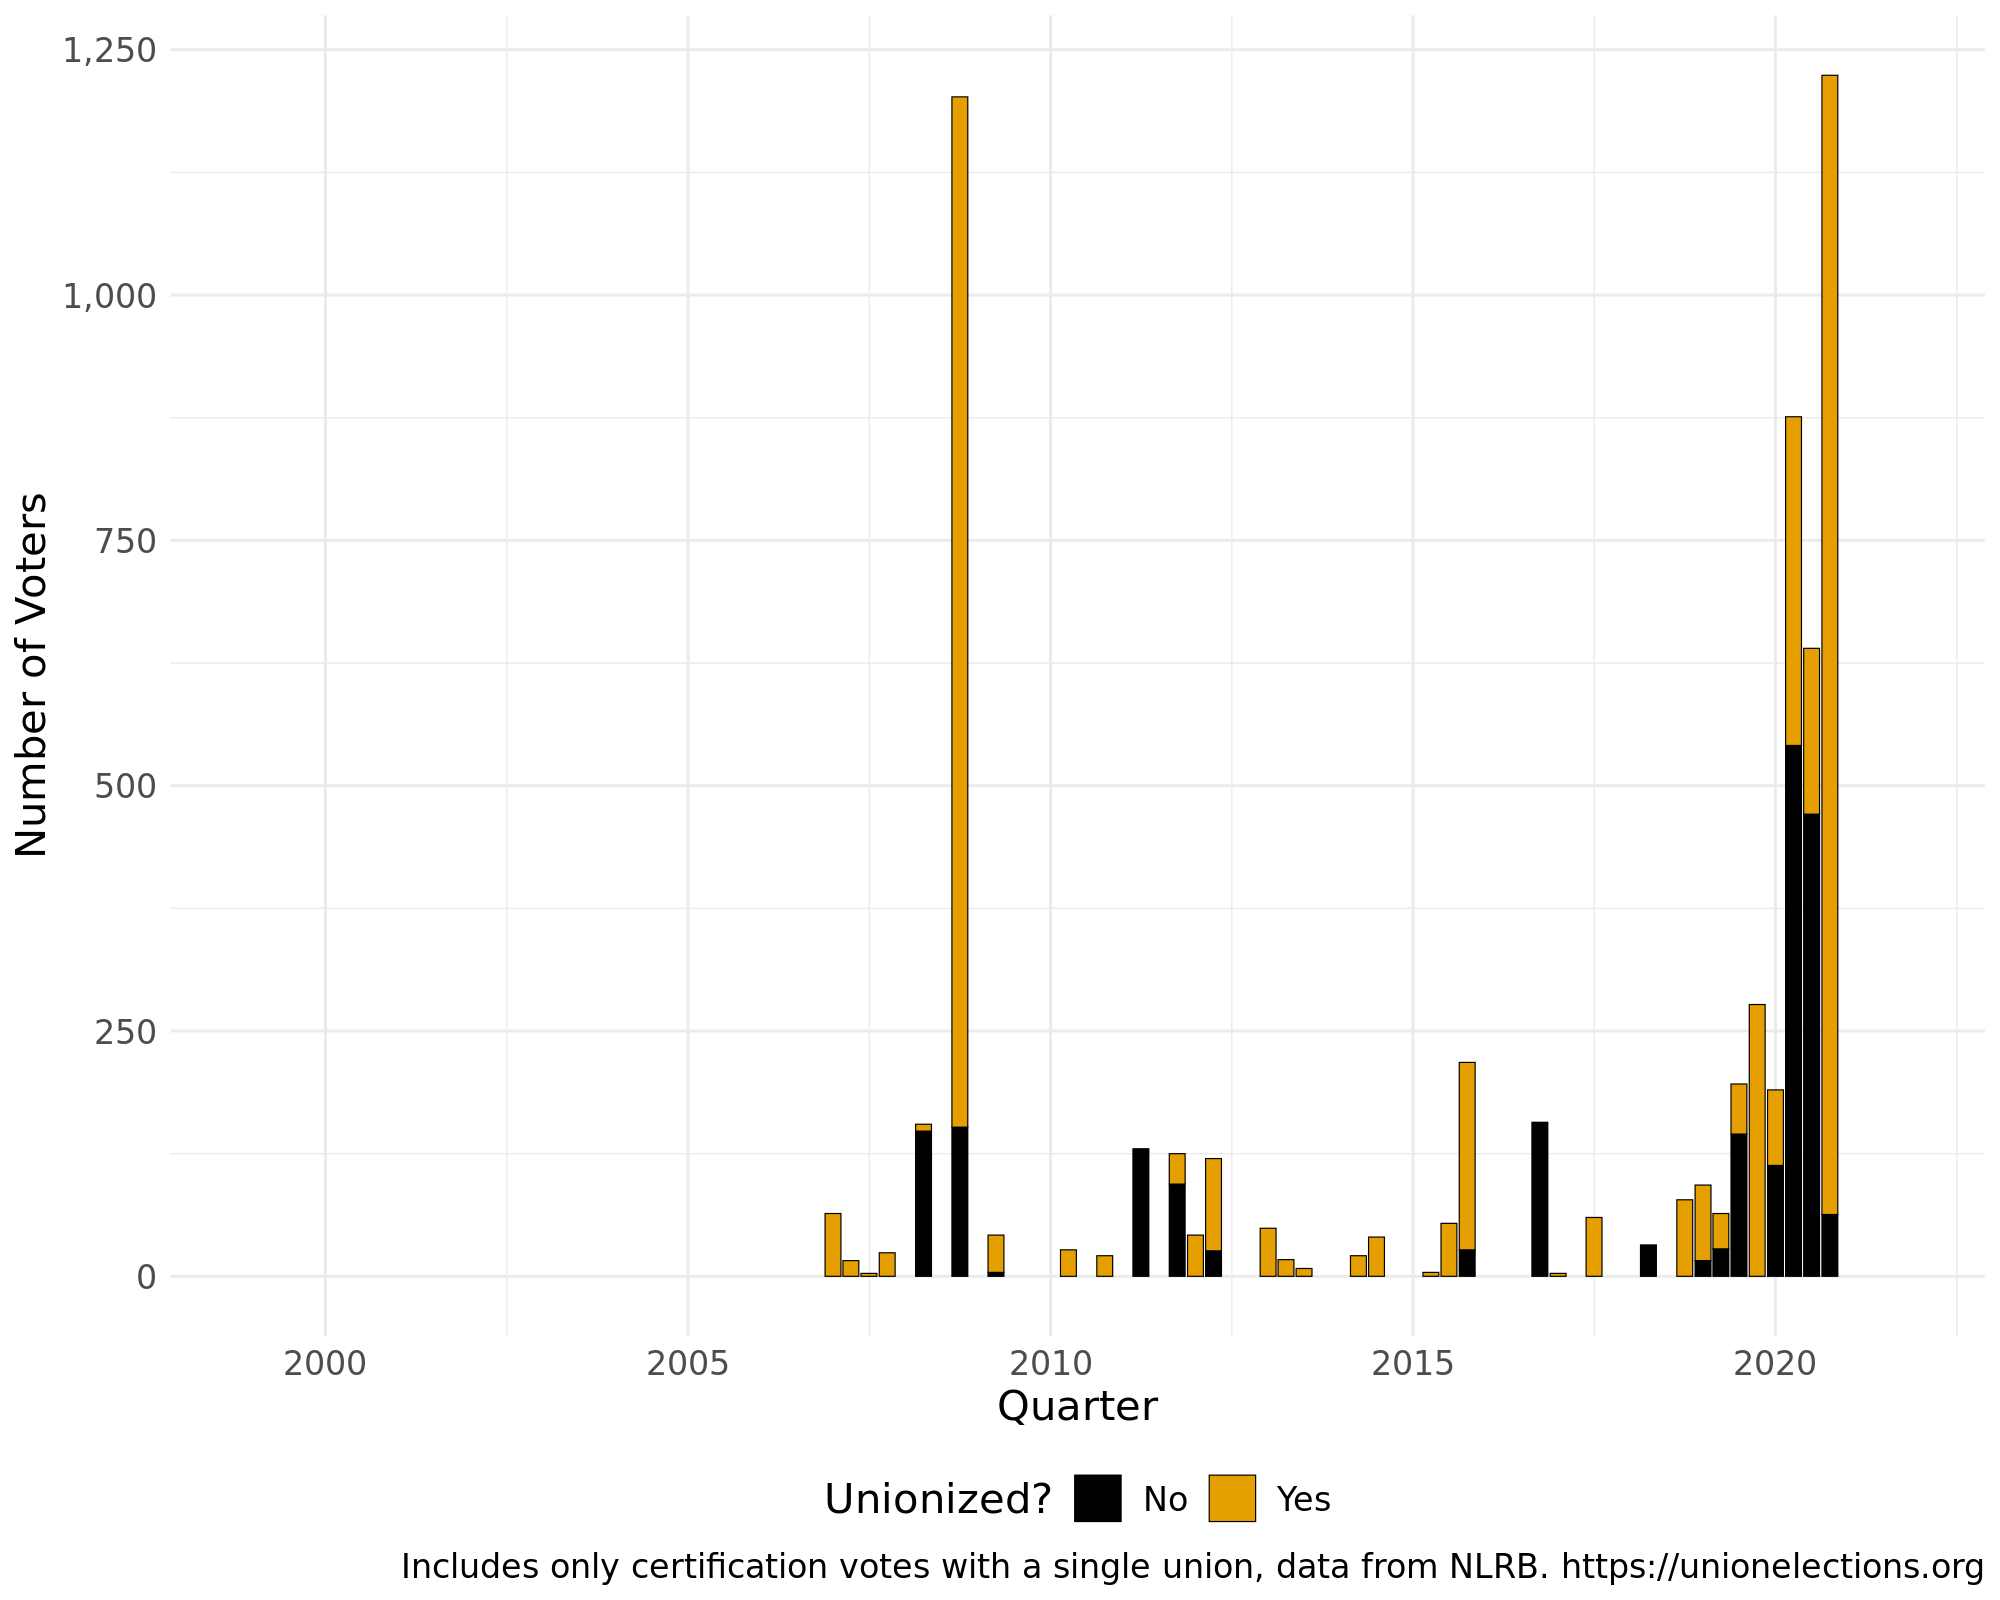 1,250
1,000
750
500
250
0
Number of Voters
2000 2005 2010 2015 2020
Quarter
Unionized? No Yes
Includes only certification votes with a single union, data from NLRB. https://unionelections.org